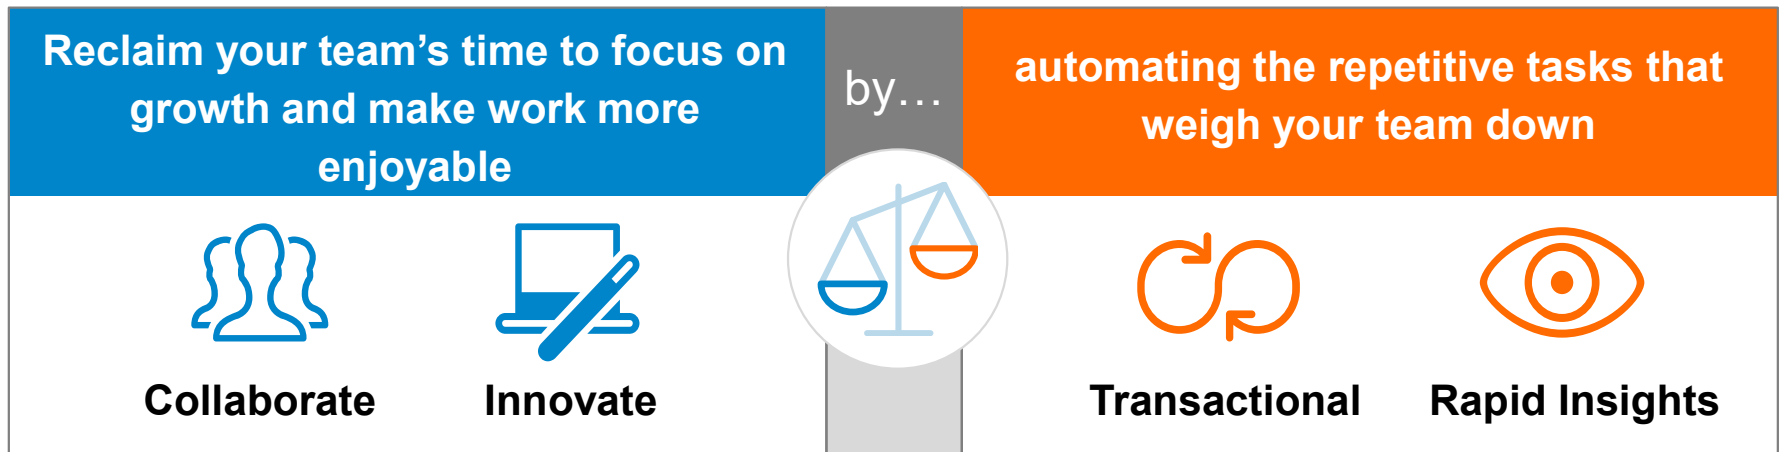 Reclaim your team’s time to focus on
growth and make work more
enjoyable
by…
automating the repetitive tasks that
weigh your team down
Collaborate
Innovate
Transactional
Rapid Insights